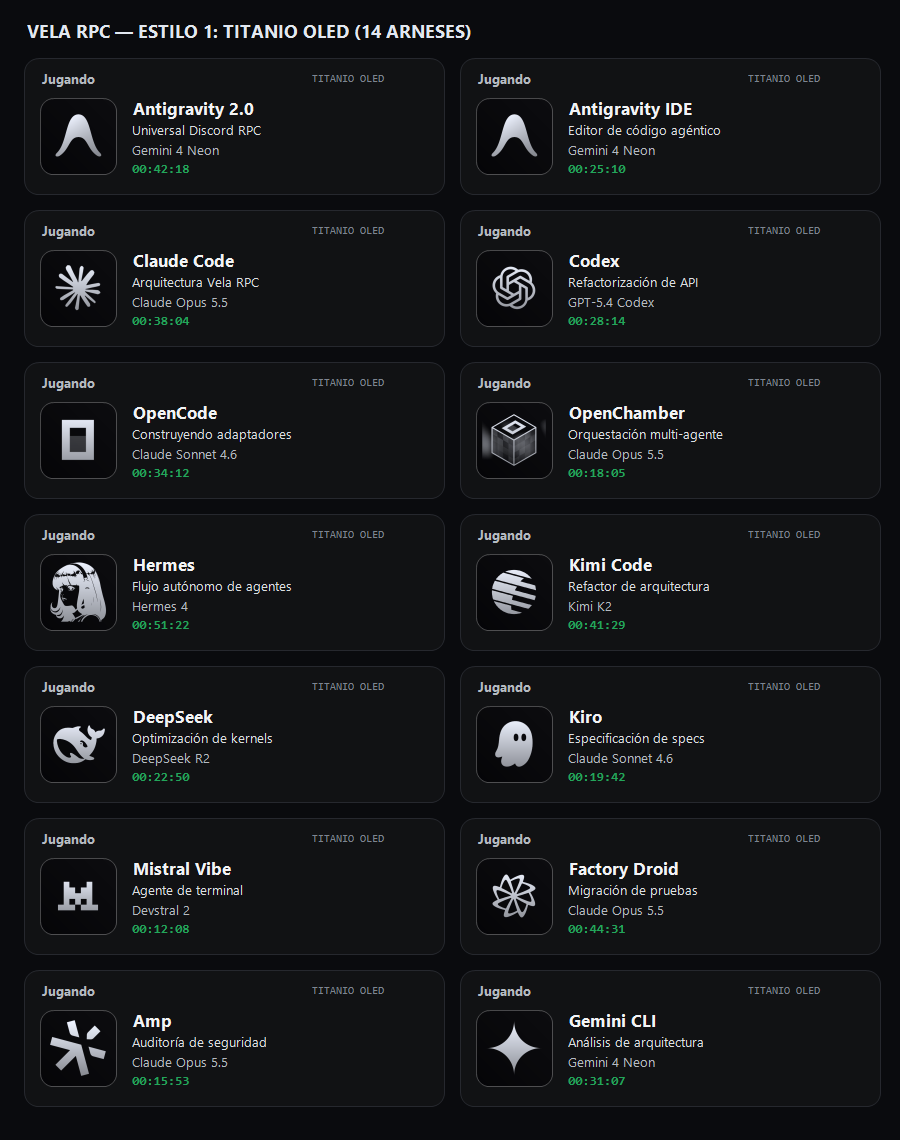 VELA RPC — ESTILO 1: TITANIO OLED (14 ARNESES)
Jugando
TITANIO OLED
Antigravity 2.0
Universal Discord RPC
Gemini 4 Neon
00:42:18
Jugando
TITANIO OLED
Antigravity IDE
Editor de código agéntico
Gemini 4 Neon
00:25:10
Jugando
TITANIO OLED
Claude Code
Arquitectura Vela RPC
Claude Opus 5.5
00:38:04
Jugando
TITANIO OLED
Codex
Refactorización de API
GPT-5.4 Codex
00:28:14
Jugando
TITANIO OLED
OpenCode
Construyendo adaptadores
Claude Sonnet 4.6
00:34:12
Jugando
TITANIO OLED
OpenChamber
Orquestación multi-agente
Claude Opus 5.5
00:18:05
Jugando
TITANIO OLED
Hermes
Flujo autónomo de agentes
Hermes 4
00:51:22
Jugando
TITANIO OLED
Kimi Code
Refactor de arquitectura
Kimi K2
00:41:29
Jugando
TITANIO OLED
DeepSeek
Optimización de kernels
DeepSeek R2
00:22:50
Jugando
TITANIO OLED
Kiro
Especificación de specs
Claude Sonnet 4.6
00:19:42
Jugando
TITANIO OLED
Mistral Vibe
Agente de terminal
Devstral 2
00:12:08
Jugando
TITANIO OLED
Factory Droid
Migración de pruebas
Claude Opus 5.5
00:44:31
Jugando
TITANIO OLED
Amp
Auditoría de seguridad
Claude Opus 5.5
00:15:53
Jugando
TITANIO OLED
Gemini CLI
Análisis de arquitectura
Gemini 4 Neon
00:31:07